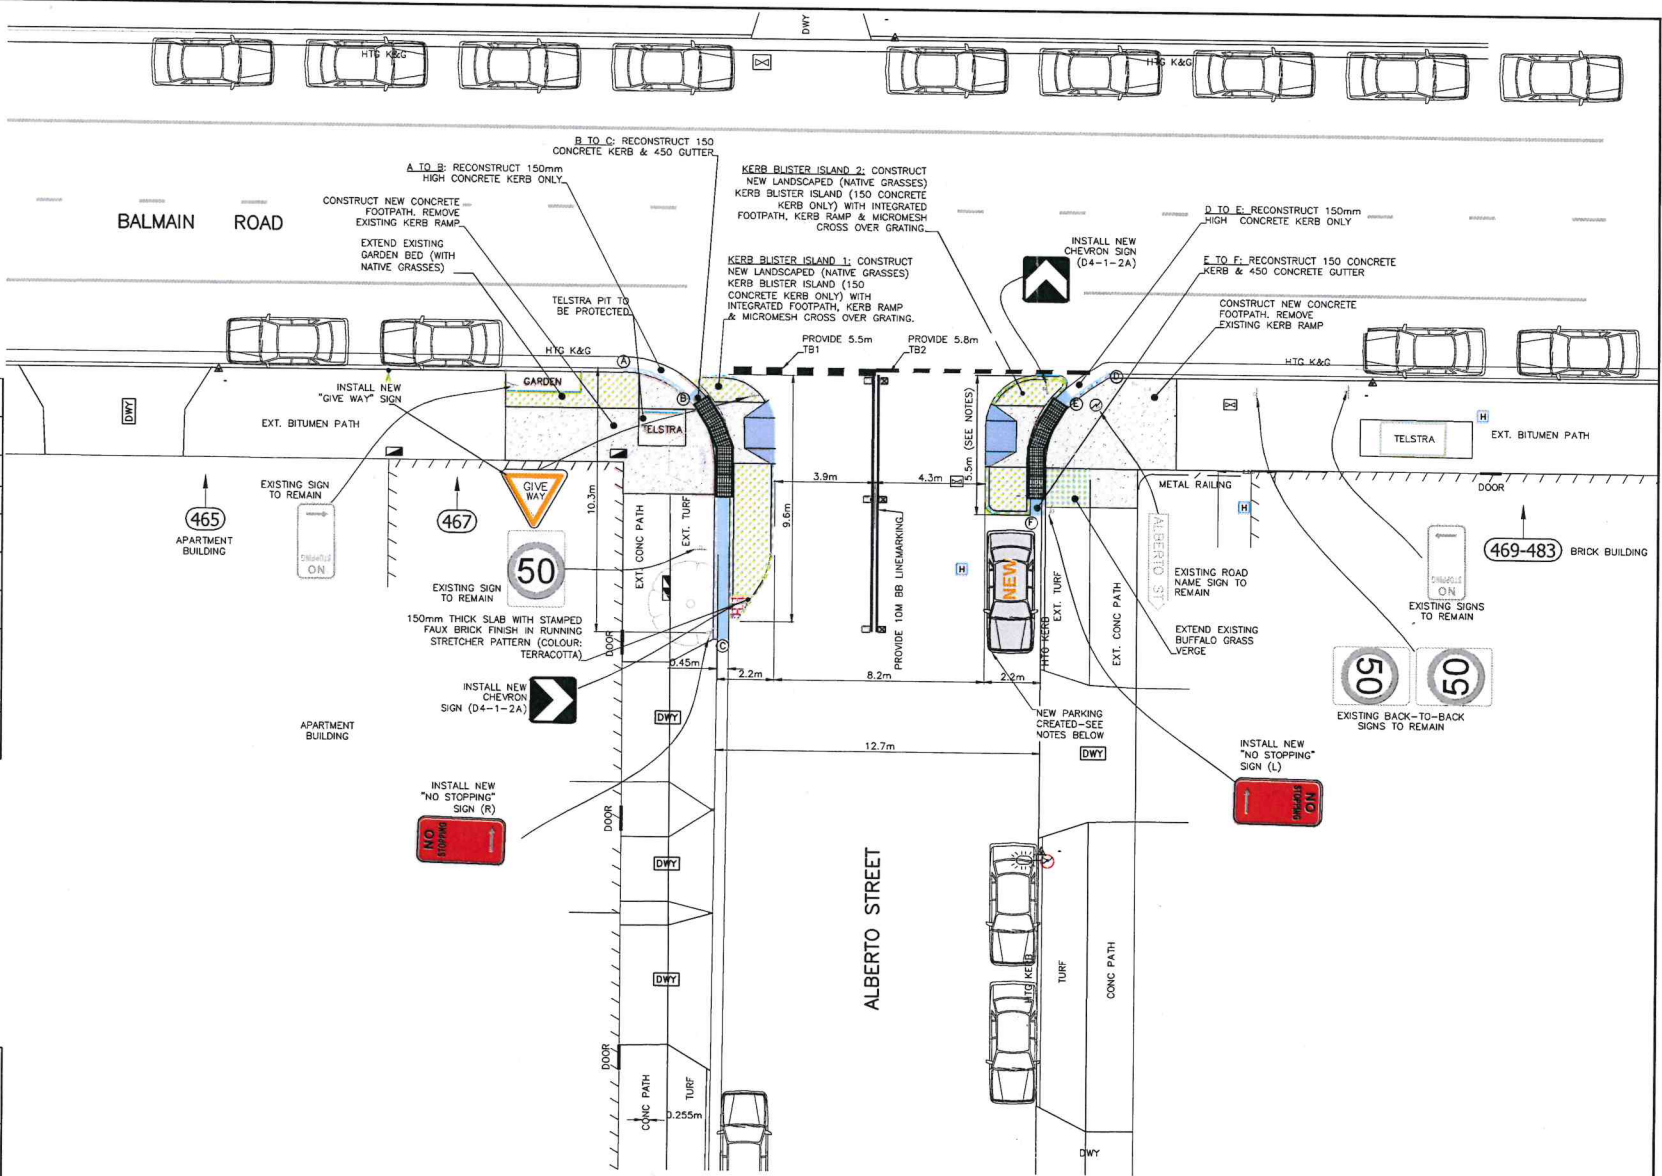 DWY
HTG K&G
HTG K&G
B TO C: RECONSTRUCT 150
CONCRETE KERB & 450 GUTTER
A TO B: RECONSTRUCT 150mm
HIGH CONCRETE KERB ONLY
CONSTRUCT NEW CONCRETE
FOOTPATH. REMOVE
EXISTING KERB RAMP
EXTEND EXISTING
GARDEN BED (WITH
NATIVE GRASSES)
BALMAIN ROAD
KERB BLISTER ISLAND 2: CONSTRUCT
NEW LANDSCAPED (NATIVE GRASSES)
KERB BLISTER ISLAND (150 CONCRETE
KERB ONLY) WITH INTEGRATED
FOOTPATH, KERB RAMP & MICROMESH
CROSS OVER GRATING.
KERB BLISTER ISLAND 1: CONSTRUCT
NEW LANDSCAPED (NATIVE GRASSES)
KERB BLISTER ISLAND (150
CONCRETE KERB ONLY) WITH
INTEGRATED FOOTPATH, KERB RAMP
& MICROMESH CROSS OVER GRATING.
INSTALL NEW
CHEVRON SIGN
(D4-1-2A)
D TO E: RECONSTRUCT 150mm
HIGH CONCRETE KERB ONLY
E TO F: RECONSTRUCT 150 CONCRETE
KERB & 450 CONCRETE GUTTER
CONSTRUCT NEW CONCRETE
FOOTPATH. REMOVE
EXISTING KERB RAMP
TELSTRA PIT TO
BE PROTECTED
PROVIDE 5.5m
TB1
PROVIDE 5.8m
TB2
HTG K&G
HTG K&G
A
B
C
D
E
F
INSTALL NEW
"GIVE WAY" SIGN
GARDEN
TELSTRA
DWY
EXT. BITUMEN PATH
TELSTRA
EXT. BITUMEN PATH
H
EXISTING SIGN
TO REMAIN
NO
STOPPING
465
APARTMENT
BUILDING
467
GIVE
WAY
10.3m
9.6m
3.9m
4.3m
5.5m (SEE NOTES)
METAL RAILING
H
DOOR
469-483
BRICK BUILDING
50
EXISTING SIGN
TO REMAIN
EXT. CONC PATH
EXT. TURF
150mm THICK SLAB WITH STAMPED
FAUX BRICK FINISH IN RUNNING
STRETCHER PATTERN (COLOUR:
TERRACOTTA)
DOOR
PROVIDE 10M BB LINEMARKING
H
NEW
HTG KERB
EXT. TURF
EXT. CONC PATH
ALBERTO ST
EXISTING ROAD
NAME SIGN TO
REMAIN
NO
STOPPING
EXISTING SIGNS
TO REMAIN
EXTEND EXISTING
BUFFALO GRASS
VERGE
50
50
EXISTING BACK-TO-BACK
SIGNS TO REMAIN
INSTALL NEW
CHEVRON
SIGN (D4-1-2A)
0.45m
2.2m
8.2m
2.2m
APARTMENT
BUILDING
DWY
12.7m
NEW PARKING
CREATED-SEE
NOTES BELOW
DWY
INSTALL NEW
"NO STOPPING"
SIGN (L)
NO
STOPPING
INSTALL NEW
"NO STOPPING"
SIGN (R)
NO
STOPPING
DOOR
DWY
ALBERTO STREET
DWY
HTG KERB
TURF
CONC PATH
DOOR
CONC PATH
TURF
0.255m
DWY